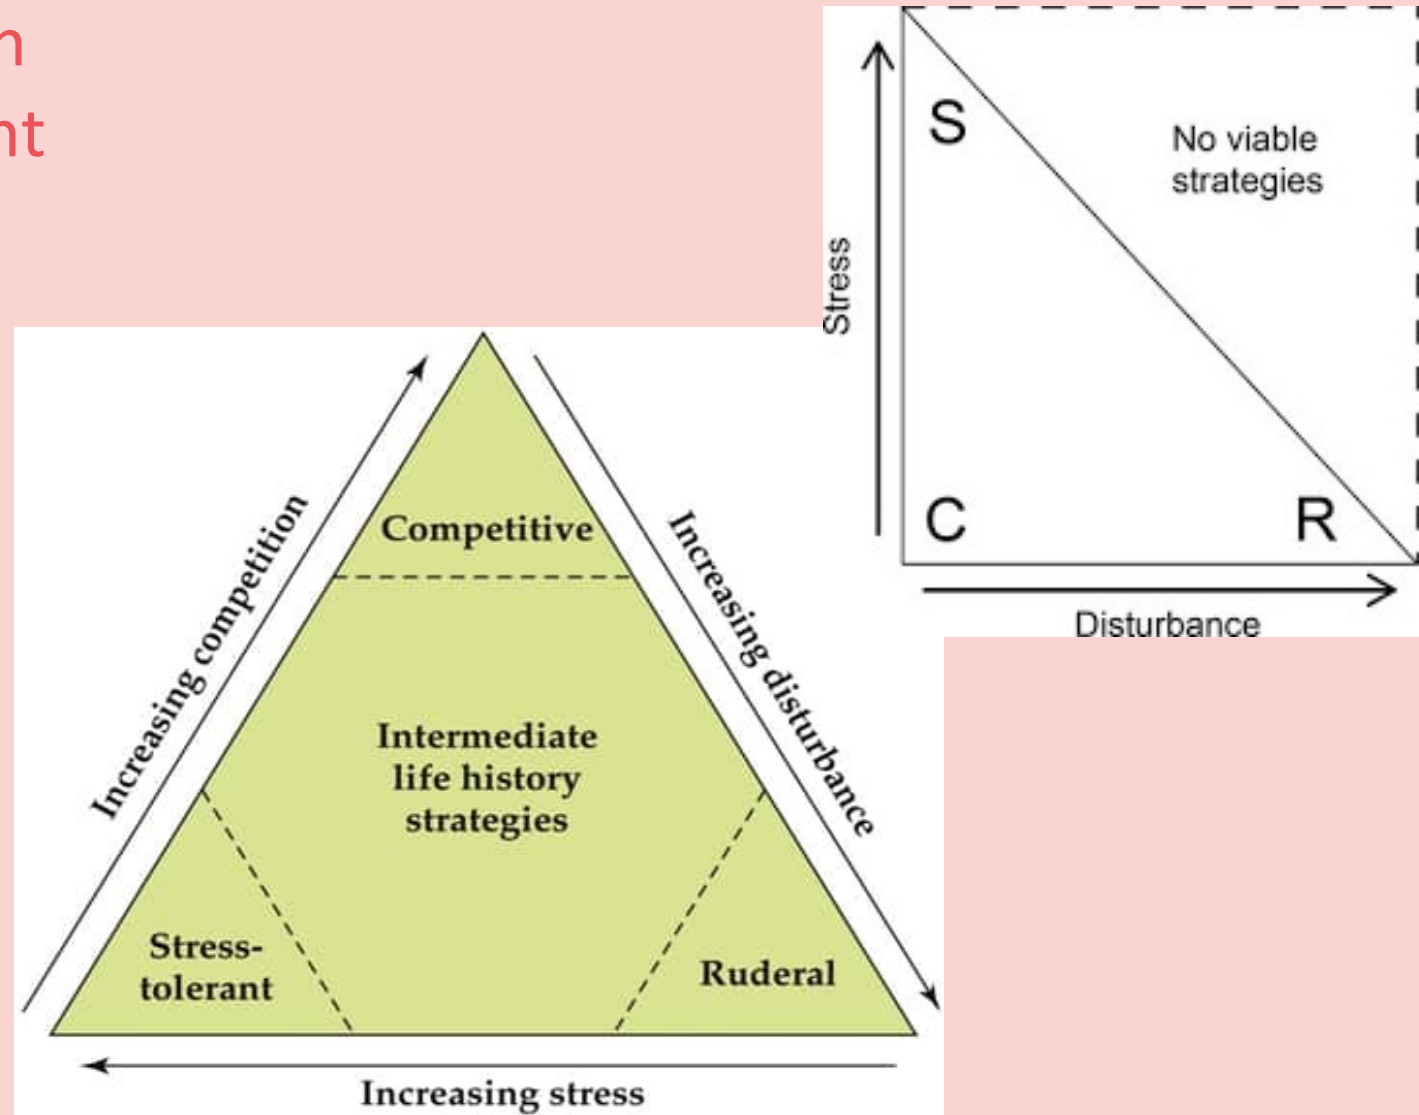 n
nt
Stress
S
No viable
strategies
C
R
Disturbance
Increasing competition
Increasing disturbance
Competitive
Intermediate
life history
strategies
Stress-
tolerant
Ruderal
Increasing stress